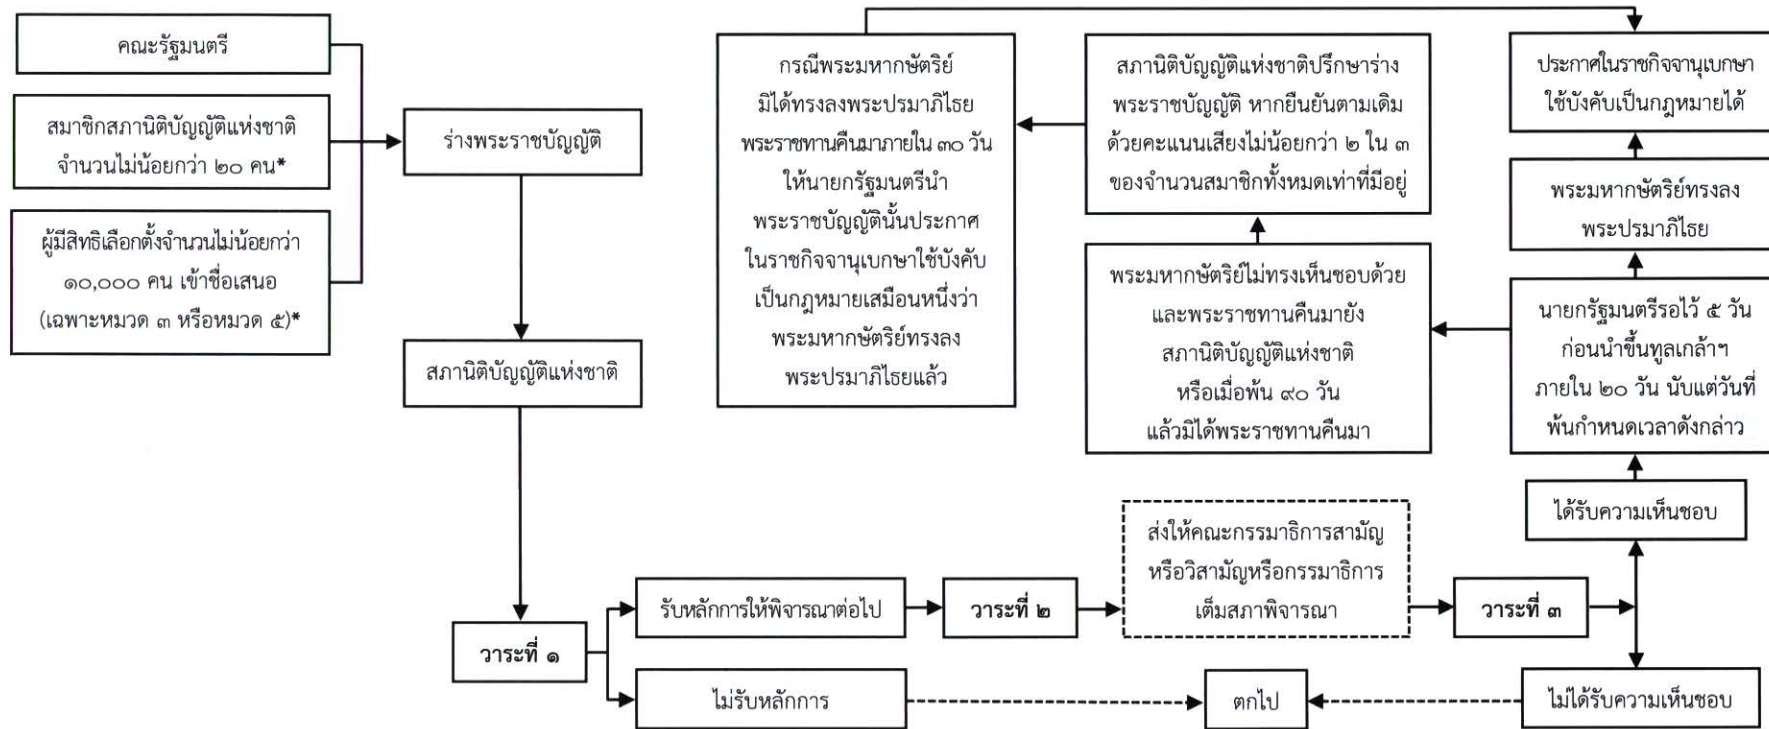 คณะรัฐมนตรี
สมาชิกสภานิติบัญญัติแห่งชาติ
จำนวนไม่น้อยกว่า ๒๐ คน*
ผู้มีสิทธิเลือกตั้งจำนวนไม่น้อยกว่า
๑๐,๐๐๐ คน เข้าชื่อเสนอ
(เฉพาะหมวด ๓ หรือหมวด ๕)*
ร่างพระราชบัญญัติ
สภานิติบัญญัติแห่งชาติ
วาระที่ ๑
รับหลักการให้พิจารณาต่อไป
ไม่รับหลักการ
วาระที่ ๒
ส่งให้คณะกรรมาธิการสามัญ
หรือวิสามัญหรือกรรมาธิการ
เต็มสภาพิจารณา
วาระที่ ๓
ตกไป
ไม่ได้รับความเห็นชอบ
ได้รับความเห็นชอบ
นายกรัฐมนตรีรอไว้ ๕ วัน
ก่อนนำขึ้นทูลเกล้าฯ
ภายใน ๒๐ วัน นับแต่วันที่
พ้นกำหนดเวลาดังกล่าว
พระมหากษัตริย์ทรงลง
พระปรมาภิไธย
ประกาศในราชกิจจานุเบกษา
ใช้บังคับเป็นกฎหมายได้
พระมหากษัตริย์ไม่ทรงเห็นชอบด้วย
และพระราชทานคืนมายัง
สภานิติบัญญัติแห่งชาติ
หรือเมื่อพ้น ๙๐ วัน
แล้วมิได้พระราชทานคืนมา
สภานิติบัญญัติแห่งชาติปรึกษาร่าง
พระราชบัญญัติ หากยืนยันตามเดิม
ด้วยคะแนนเสียงไม่น้อยกว่า ๒ ใน ๓
ของจำนวนสมาชิกทั้งหมดเท่าที่มีอยู่
กรณีพระมหากษัตริย์
มิได้ทรงลงพระปรมาภิไธย
พระราชทานคืนมาภายใน ๓๐ วัน
ให้นายกรัฐมนตรีนำ
พระราชบัญญัตินั้นประกาศ
ในราชกิจจานุเบกษาใช้บังคับ
เป็นกฎหมายเสมือนหนึ่งว่า
พระมหากษัตริย์ทรงลง
พระปรมาภิไธยแล้ว